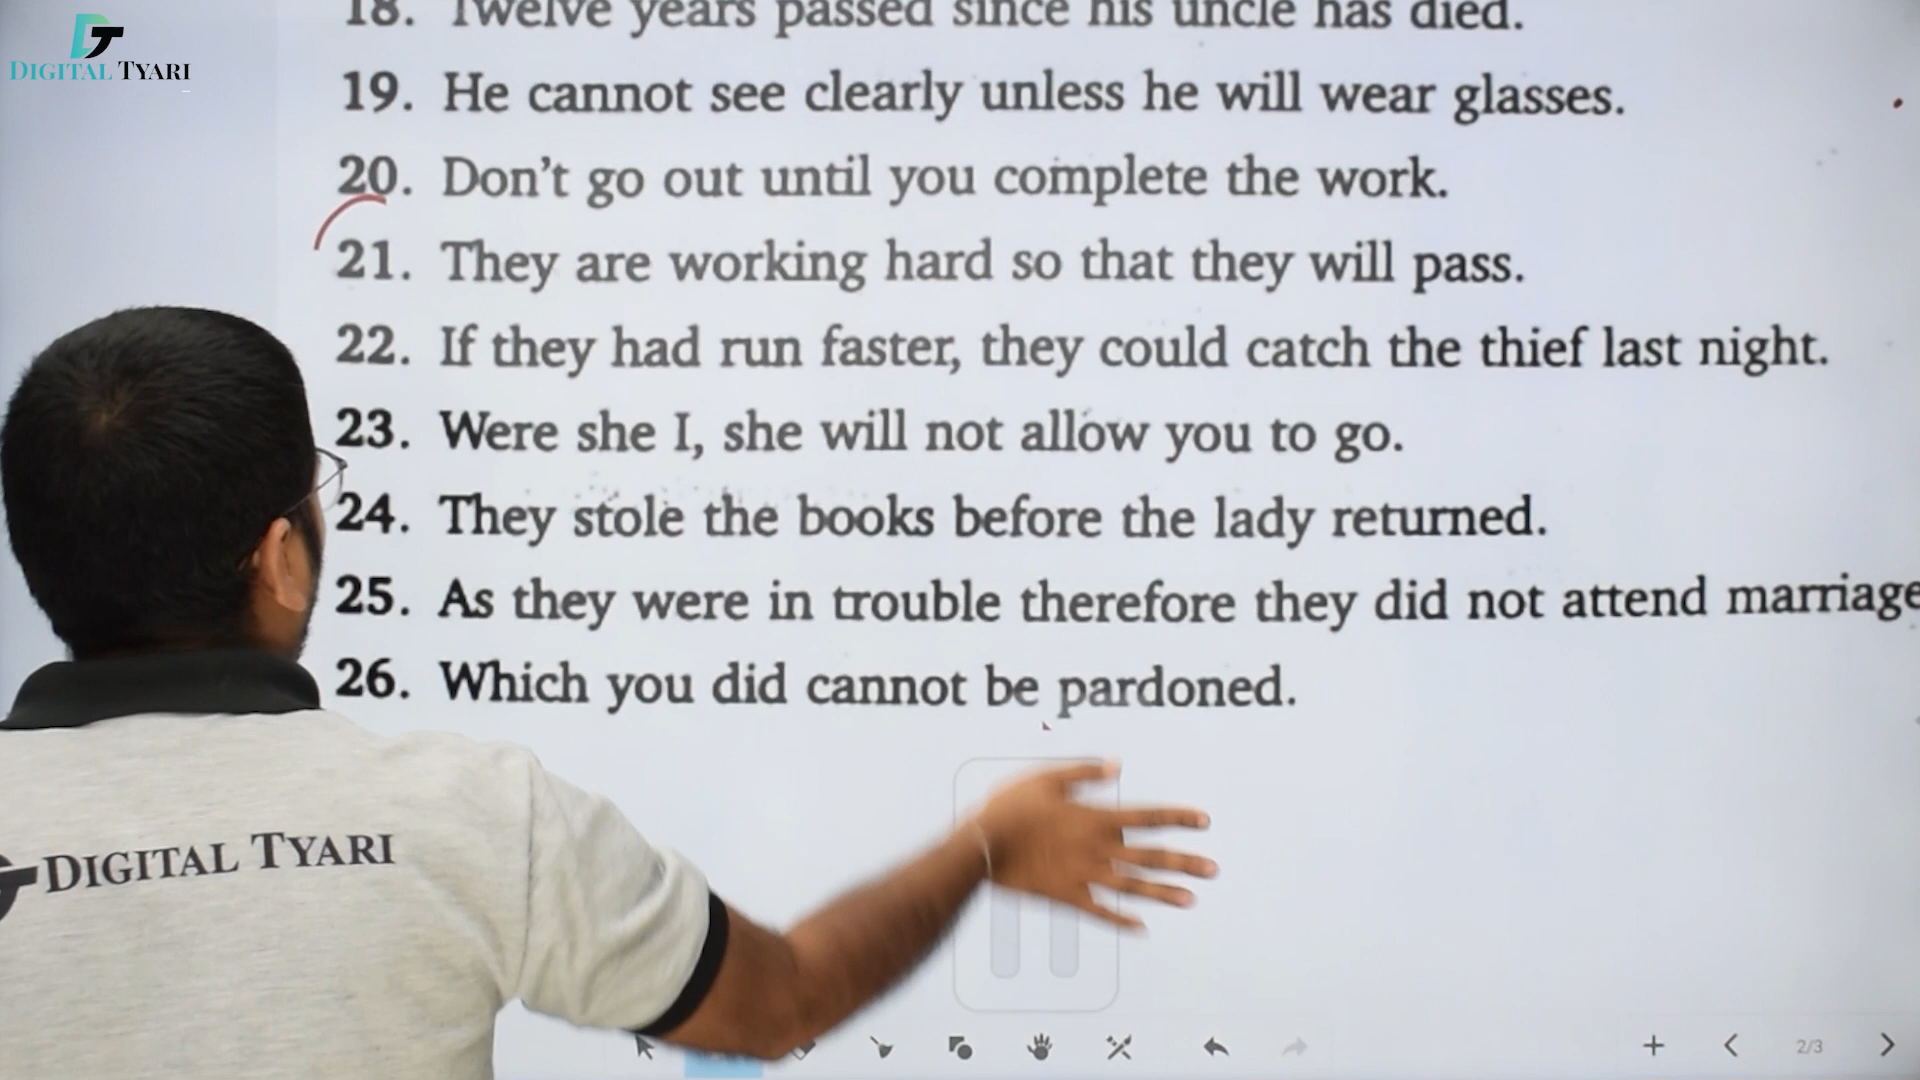 DIGITAL TYARI
18. Twelve years passed since his uncle has died.
19. He cannot see clearly unless he will wear glasses.
20. Don't go out until you complete the work.
21. They are working hard so that they will pass.
22. If they had run faster, they could catch the thief last night.
23. Were she I, she will not allow you to go.
24. They stole the books before the lady returned.
25. As they were in trouble therefore they did not attend marriage
26. Which you did cannot be pardoned.
DIGITAL TYARI
2/3